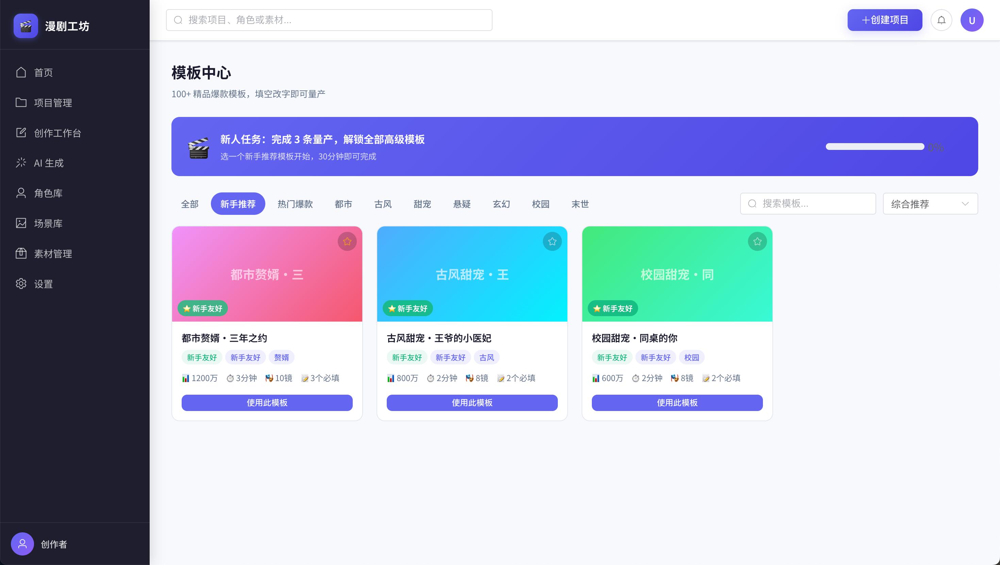 漫剧工坊
首页
项目管理
创作工作台
AI 生成
角色库
场景库
素材管理
设置
创作者
搜索项目、角色或素材...
创建项目
U
模板中心
100+ 精品爆款模板，填空改字即可量产
新人任务：完成 3 条量产，解锁全部高级模板
选一个新手推荐模板开始，30分钟即可完成
0%
全部 新手推荐 热门爆款 都市 古风 甜宠 悬疑 玄幻 校园 末世
搜索模板...
综合推荐
都市赘婿·三
新手友好
都市赘婿·三年之约
新手友好 新手友好 赘婿
1200万 3分钟 10镜 3个必填
使用此模板
古风甜宠·王
新手友好
古风甜宠·王爷的小医妃
新手友好 新手友好 古风
800万 2分钟 8镜 2个必填
使用此模板
校园甜宠·同
新手友好
校园甜宠·同桌的你
新手友好 新手友好 校园
600万 2分钟 8镜 2个必填
使用此模板